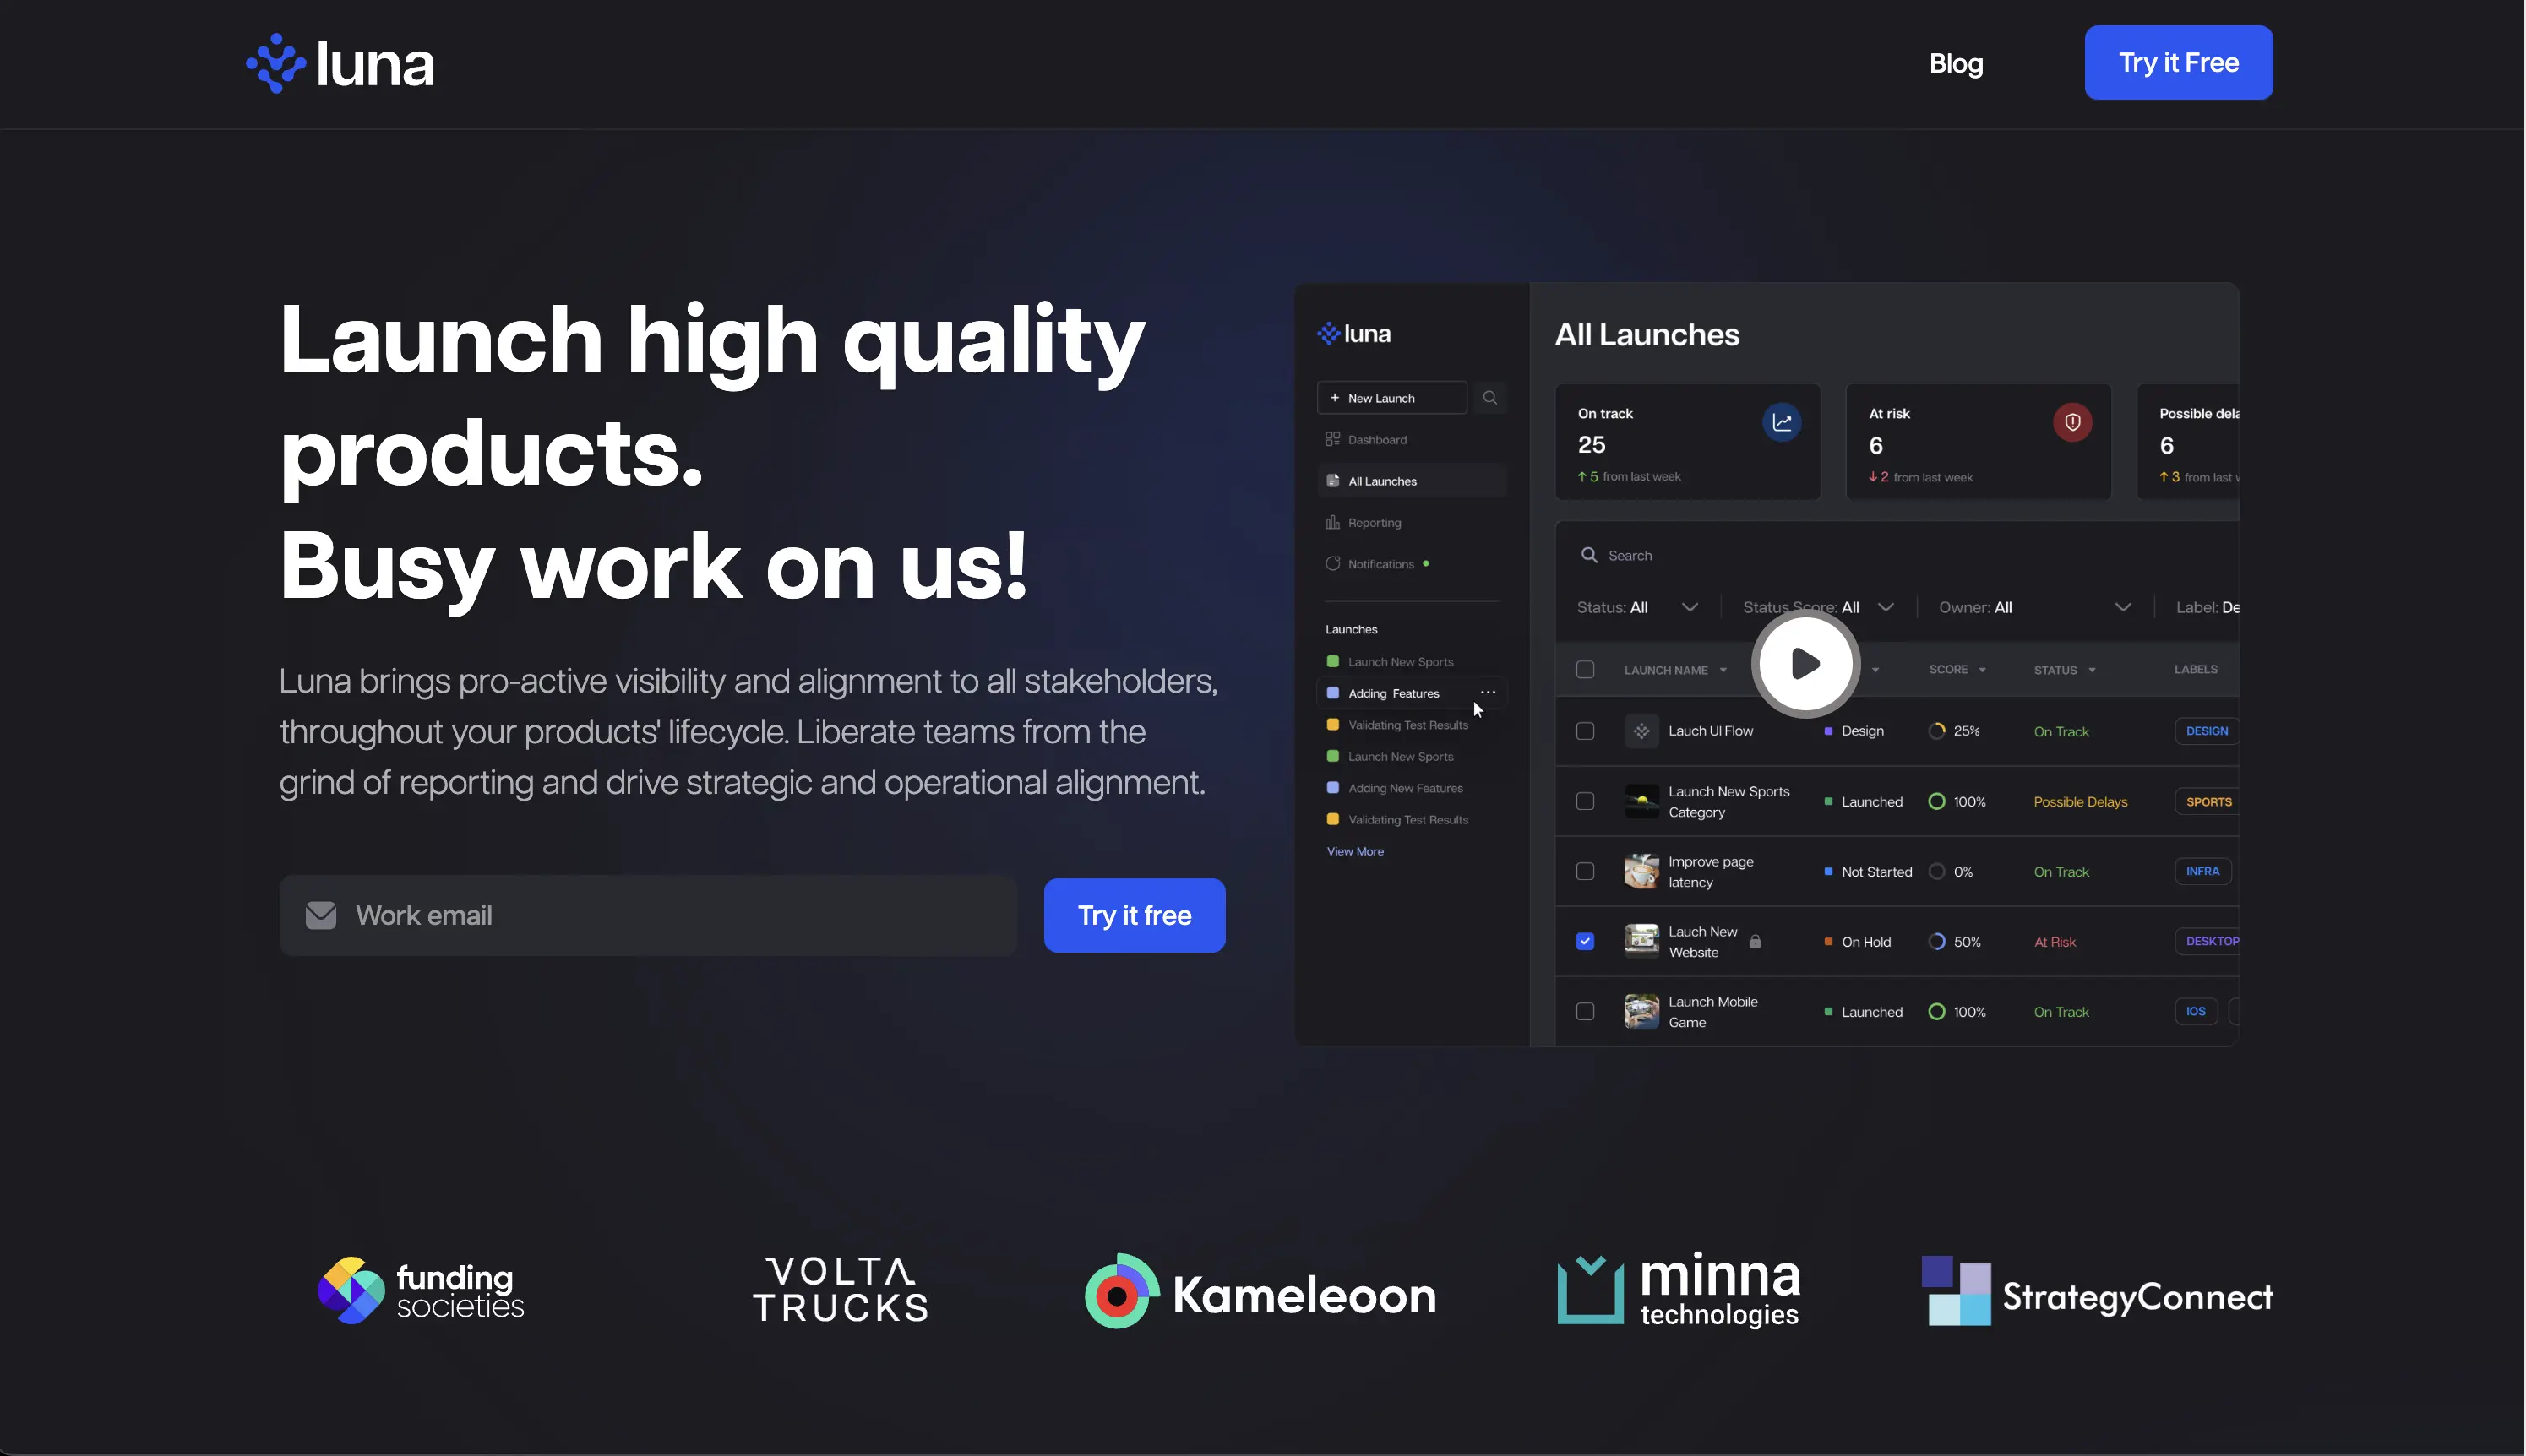 luna
Blog
Try it Free
Launch high quality
products.
Busy work on us!
Luna brings pro-active visibility and alignment to all stakeholders,
throughout your products' lifecycle. Liberate teams from the
grind of reporting and drive strategic and operational alignment.
Work email
Try it free
luna
+ New Launch
Dashboard
All Launches
Reporting
Notifications
Launches
Launch New Sports
Adding Features
Validating Test Results
Launch New Sports
Adding New Features
Validating Test Results
View More
All Launches
On track
25
↑ 5 from last week
At risk
6
↓ 2 from last week
Possible
6
↑ 3 from last
Search
Status: All
Status Score: All
Owner: All
Label:
LAUNCH NAME
SCORE
STATUS
LABELS
Lauch UI Flow
Design
25%
On Track
DESIGN
Launch New Sports
Category
Launched
100%
Possible Delays
SPORTS
Improve page
latency
Not Started
0%
On Track
INFRA
Lauch New
Website
On Hold
50%
At Risk
DESKTOP
Launch Mobile
Game
Launched
100%
On Track
IOS
funding
societies
VOLTA
TRUCKS
Kameleoon
minna
technologies
StrategyConnect